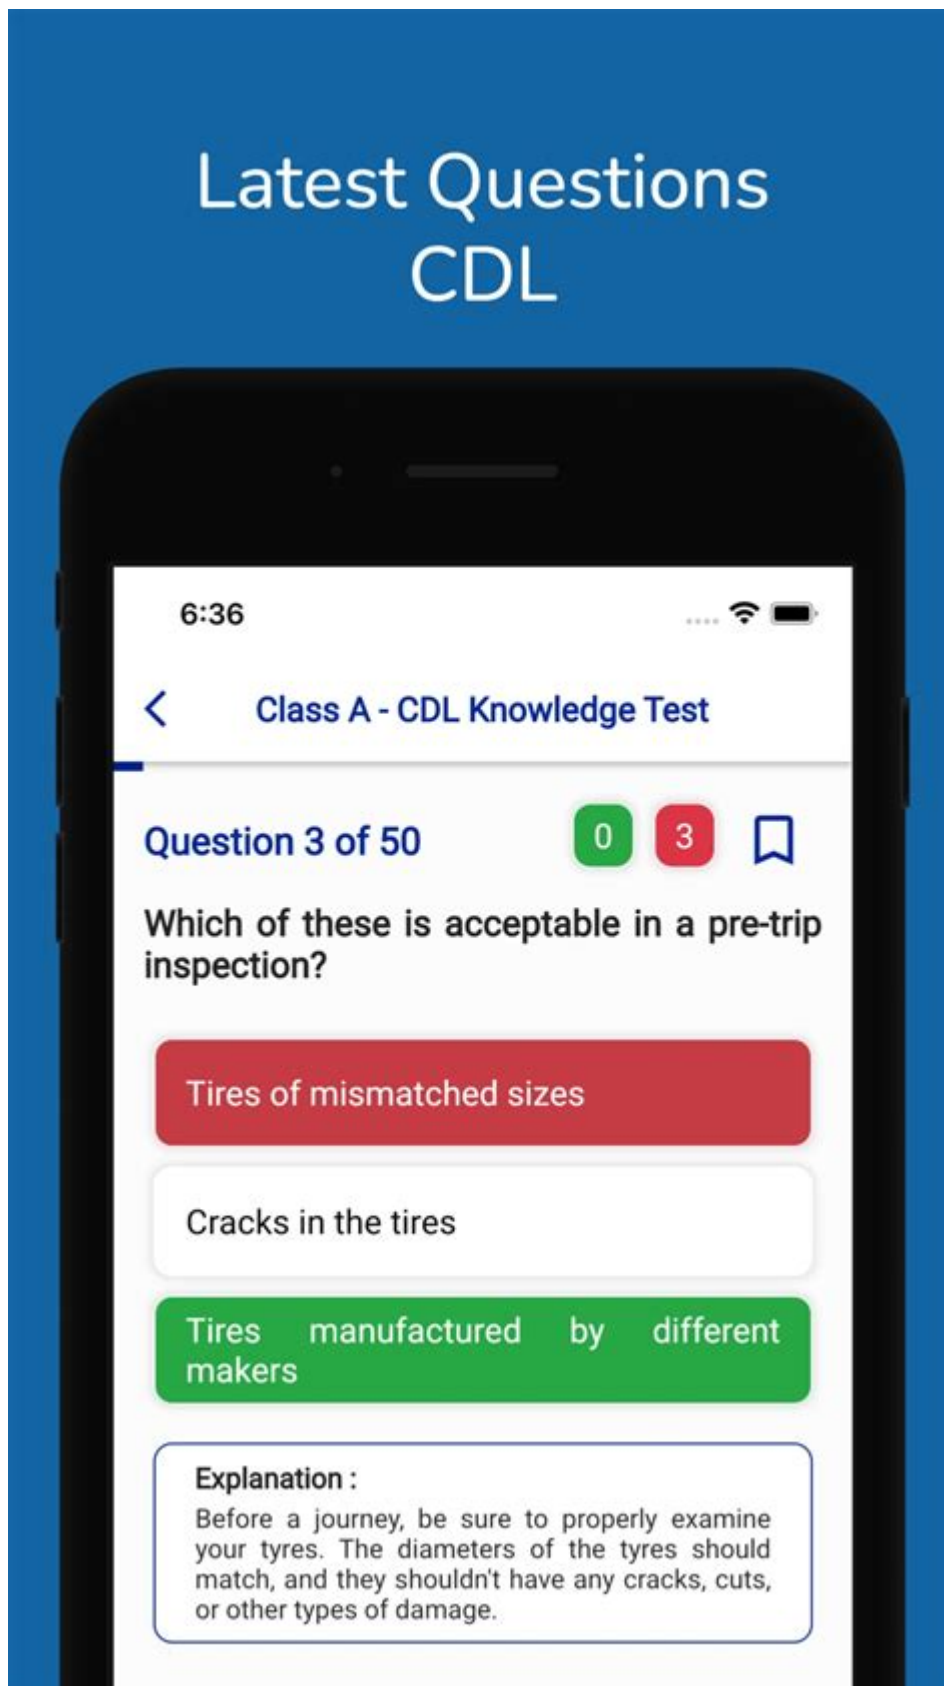 Latest Questions
CDL
6:36
Class A - CDL Knowledge Test
Question 3 of 50
0
3
Which of these is acceptable in a pre-trip
inspection?
Tires of mismatched sizes
Cracks in the tires
Tires manufactured by different
makers
Explanation :
Before a journey, be sure to properly examine
your tyres. The diameters of the tyres should
match, and they shouldn't have any cracks, cuts,
or other types of damage.